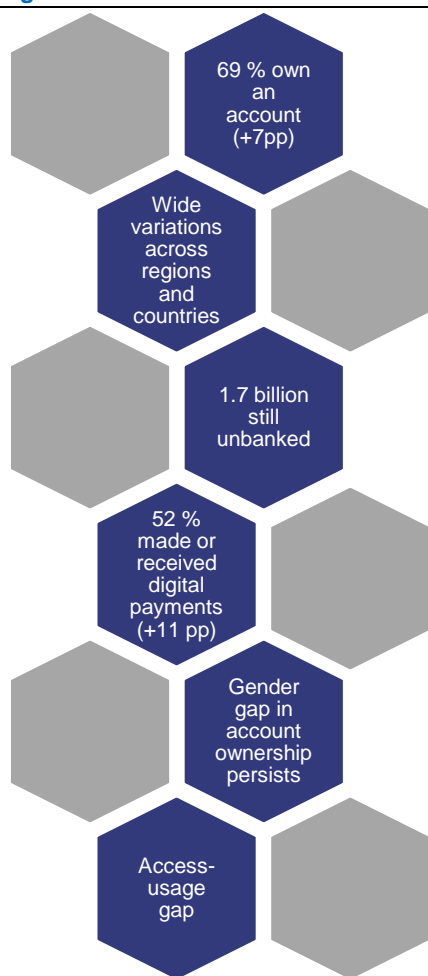 69 % own
an
account
(+7pp)
Wide
variations
across
regions
and
countries
1.7 billion
still
unbanked
52 %
made or
received
digital
payments
(+11 pp)
Gender
gap in
account
ownership
persists
Access-
usage
gap